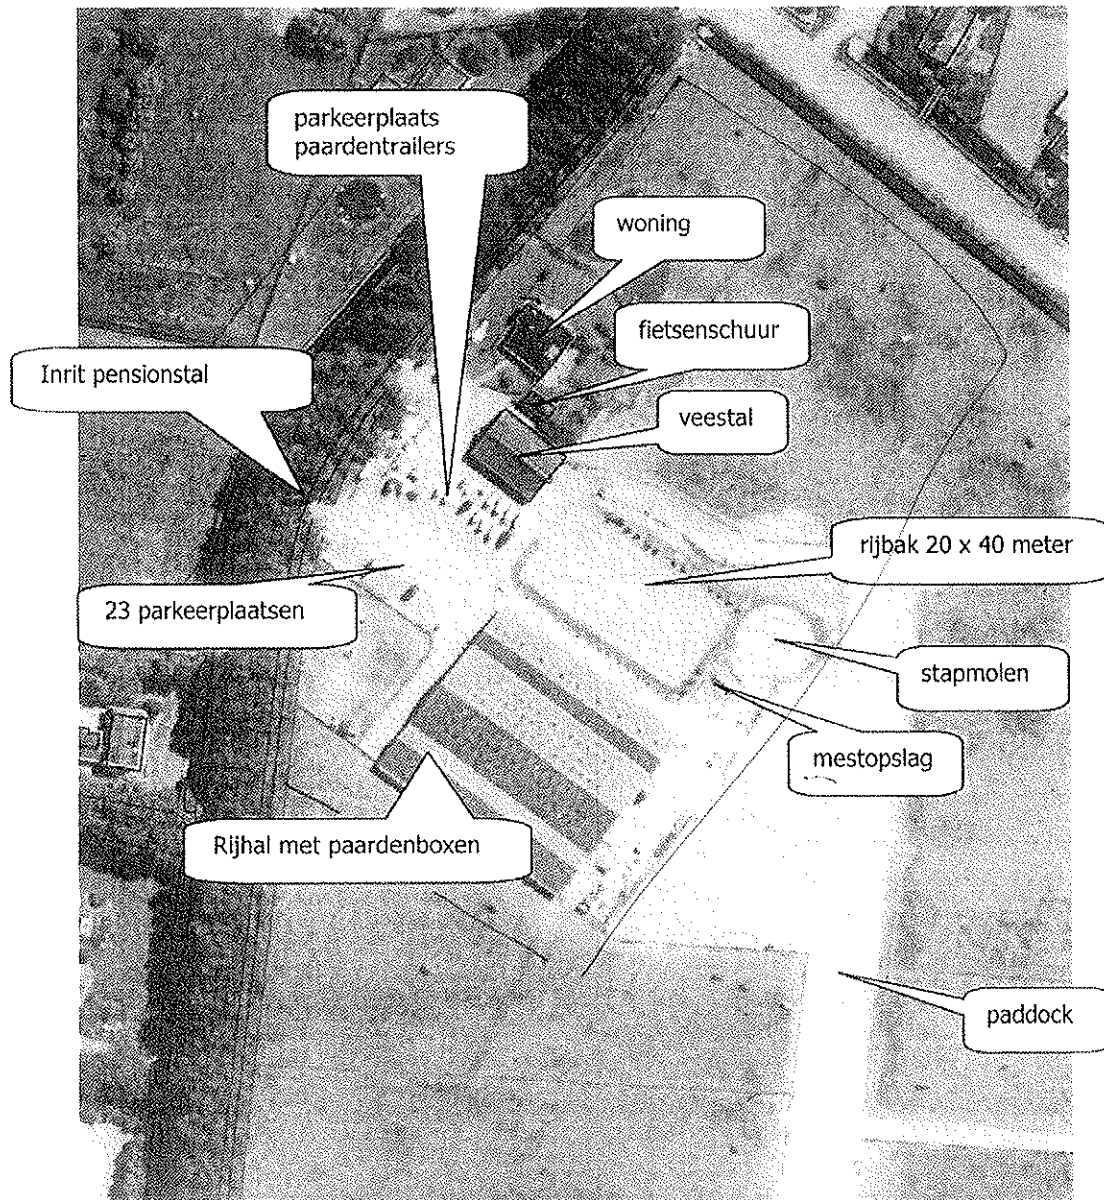 parkeerplaats
paardentrailers
woning
fietsenschuur
Inrit pensionstal
veestal
rijbak 20 x 40 meter
23 parkeerplaatsen
stapmolen
mestopslag
Rijhal met paardenboxen
paddock